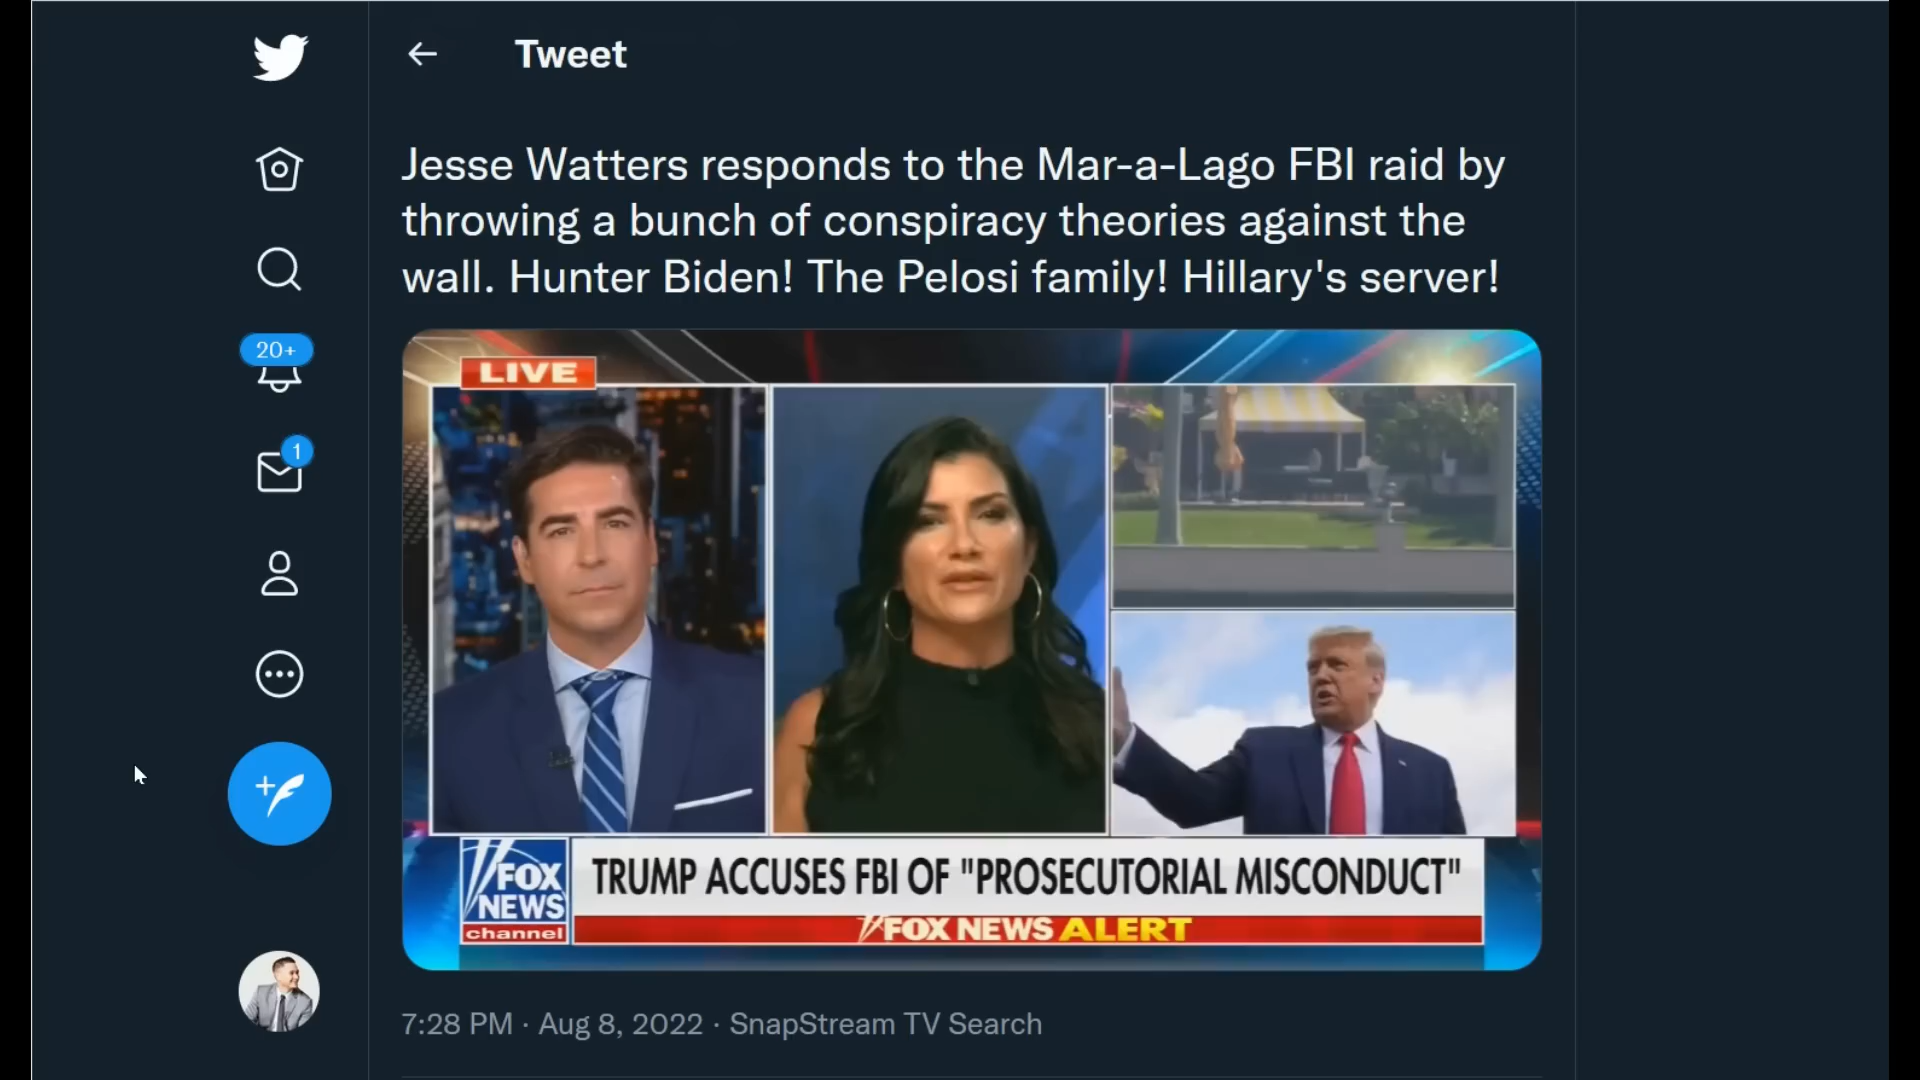 Tweet
Jesse Watters responds to the Mar-a-Lago FBI raid by
throwing a bunch of conspiracy theories against the
wall. Hunter Biden! The Pelosi family! Hillary's server!
20+
1
LIVE
FOX
NEWS
channel
TRUMP ACCUSES FBI OF "PROSECUTORIAL MISCONDUCT"
FOX NEWS ALERT
7:28 PM · Aug 8, 2022 · SnapStream TV Search